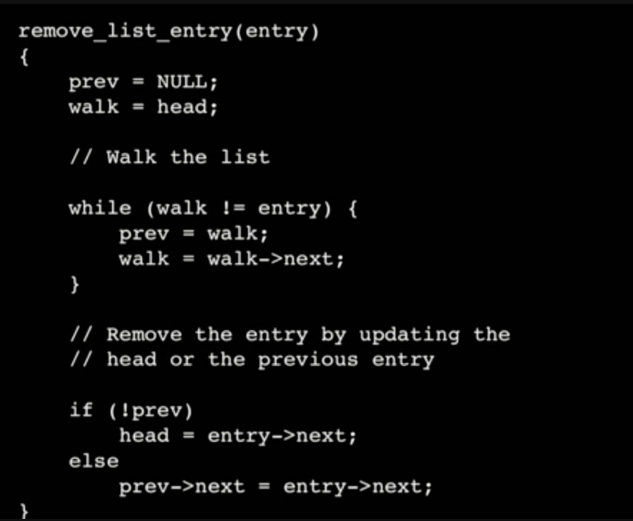 remove_list_entry(entry)
{
    prev = NULL;
    walk = head;

    // Walk the list

    while (walk != entry) {
        prev = walk;
        walk = walk->next;
    }

    // Remove the entry by updating the
    // head or the previous entry

    if (!prev)
        head = entry->next;
    else
        prev->next = entry->next;
}